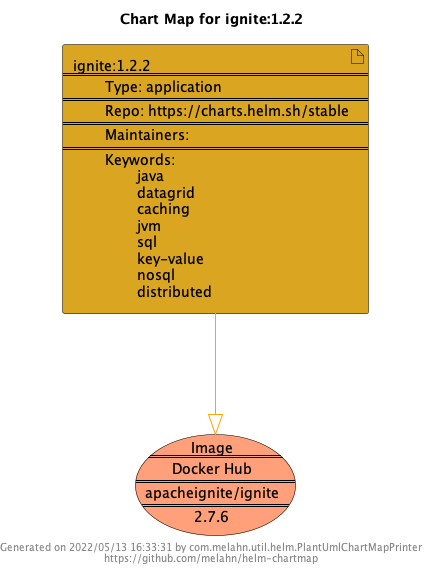 Chart Map for ignite:1.2.2
ignite:1.2.2
Type: application
Repo: https://charts.helm.sh/stable
Maintainers:
Keywords:
java
datagrid
caching
jvm
sql
key-value
nosql
distributed
Image
Docker Hub
apacheignite/ignite
2.7.6
Generated on 2022/05/13 16:33:31 by com.melahn.util.helm.PlantUmlChartMapPrinter
https://github.com/melahn/helm-chartmap